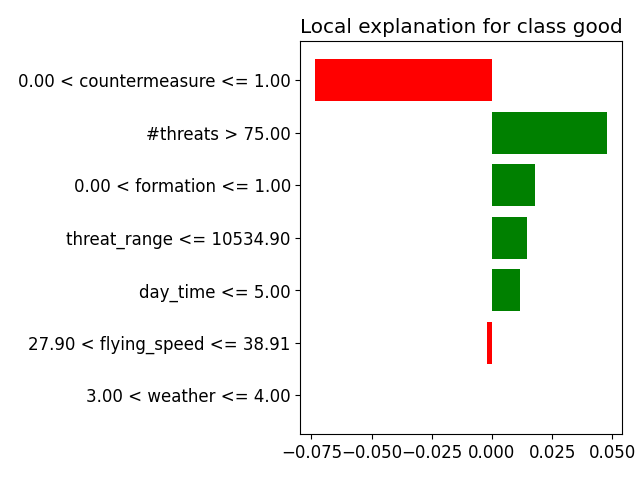 Local explanation for class good
0.00 < countermeasure <= 1.00
#threats > 75.00
0.00 < formation <= 1.00
threat_range <= 10534.90
day_time <= 5.00
27.90 < flying_speed <= 38.91
3.00 < weather <= 4.00
−0.075 −0.050 −0.025 0.000 0.025 0.050